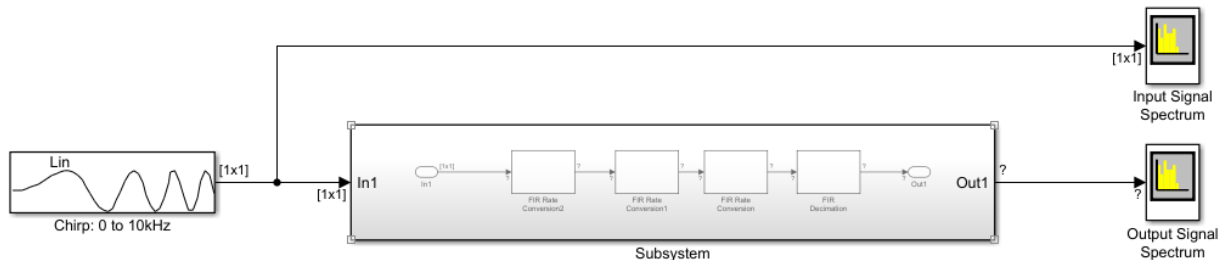 [1x1]
Input Signal
Spectrum
Lin
[1x1]
Chirp: 0 to 10kHz
[1x1]
In1
In1
[1x1]
?
FIR Rate
Conversion2
?
?
FIR Rate
Conversion1
?
?
FIR Rate
Conversion
?
?
FIR
Decimation
?
?
Out1
Out1
?
Subsystem
?
Output Signal
Spectrum